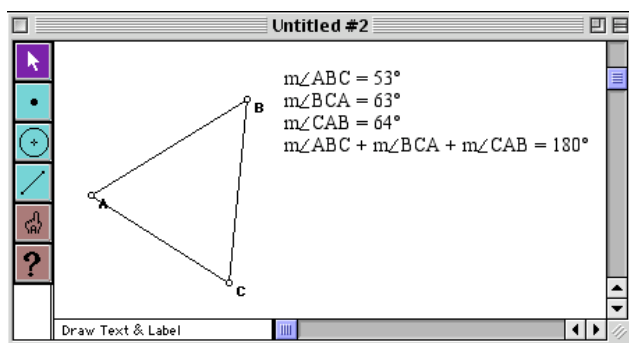 Untitled #2
m∠ABC = 53°
m∠BCA = 63°
m∠CAB = 64°
m∠ABC + m∠BCA + m∠CAB = 180°
B
A
C
A
?
Draw Text & Label